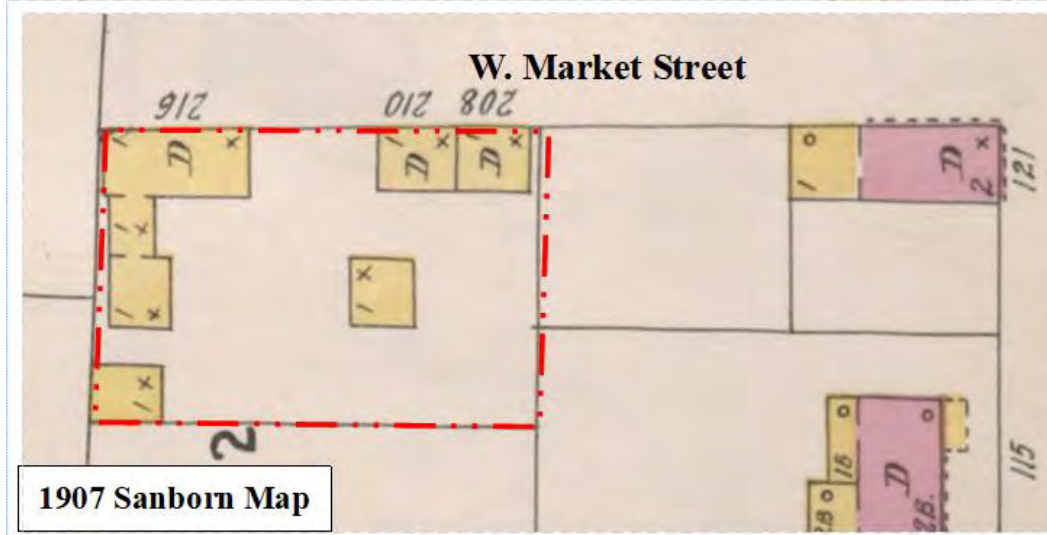 W. Market Street
216 210 208
1 D x 1 D x 1 D x o 1 D x 2 121
1 x
1 x 1 x
1 x
2
o 1B D o 2B. 115
2B o
1907 Sanborn Map